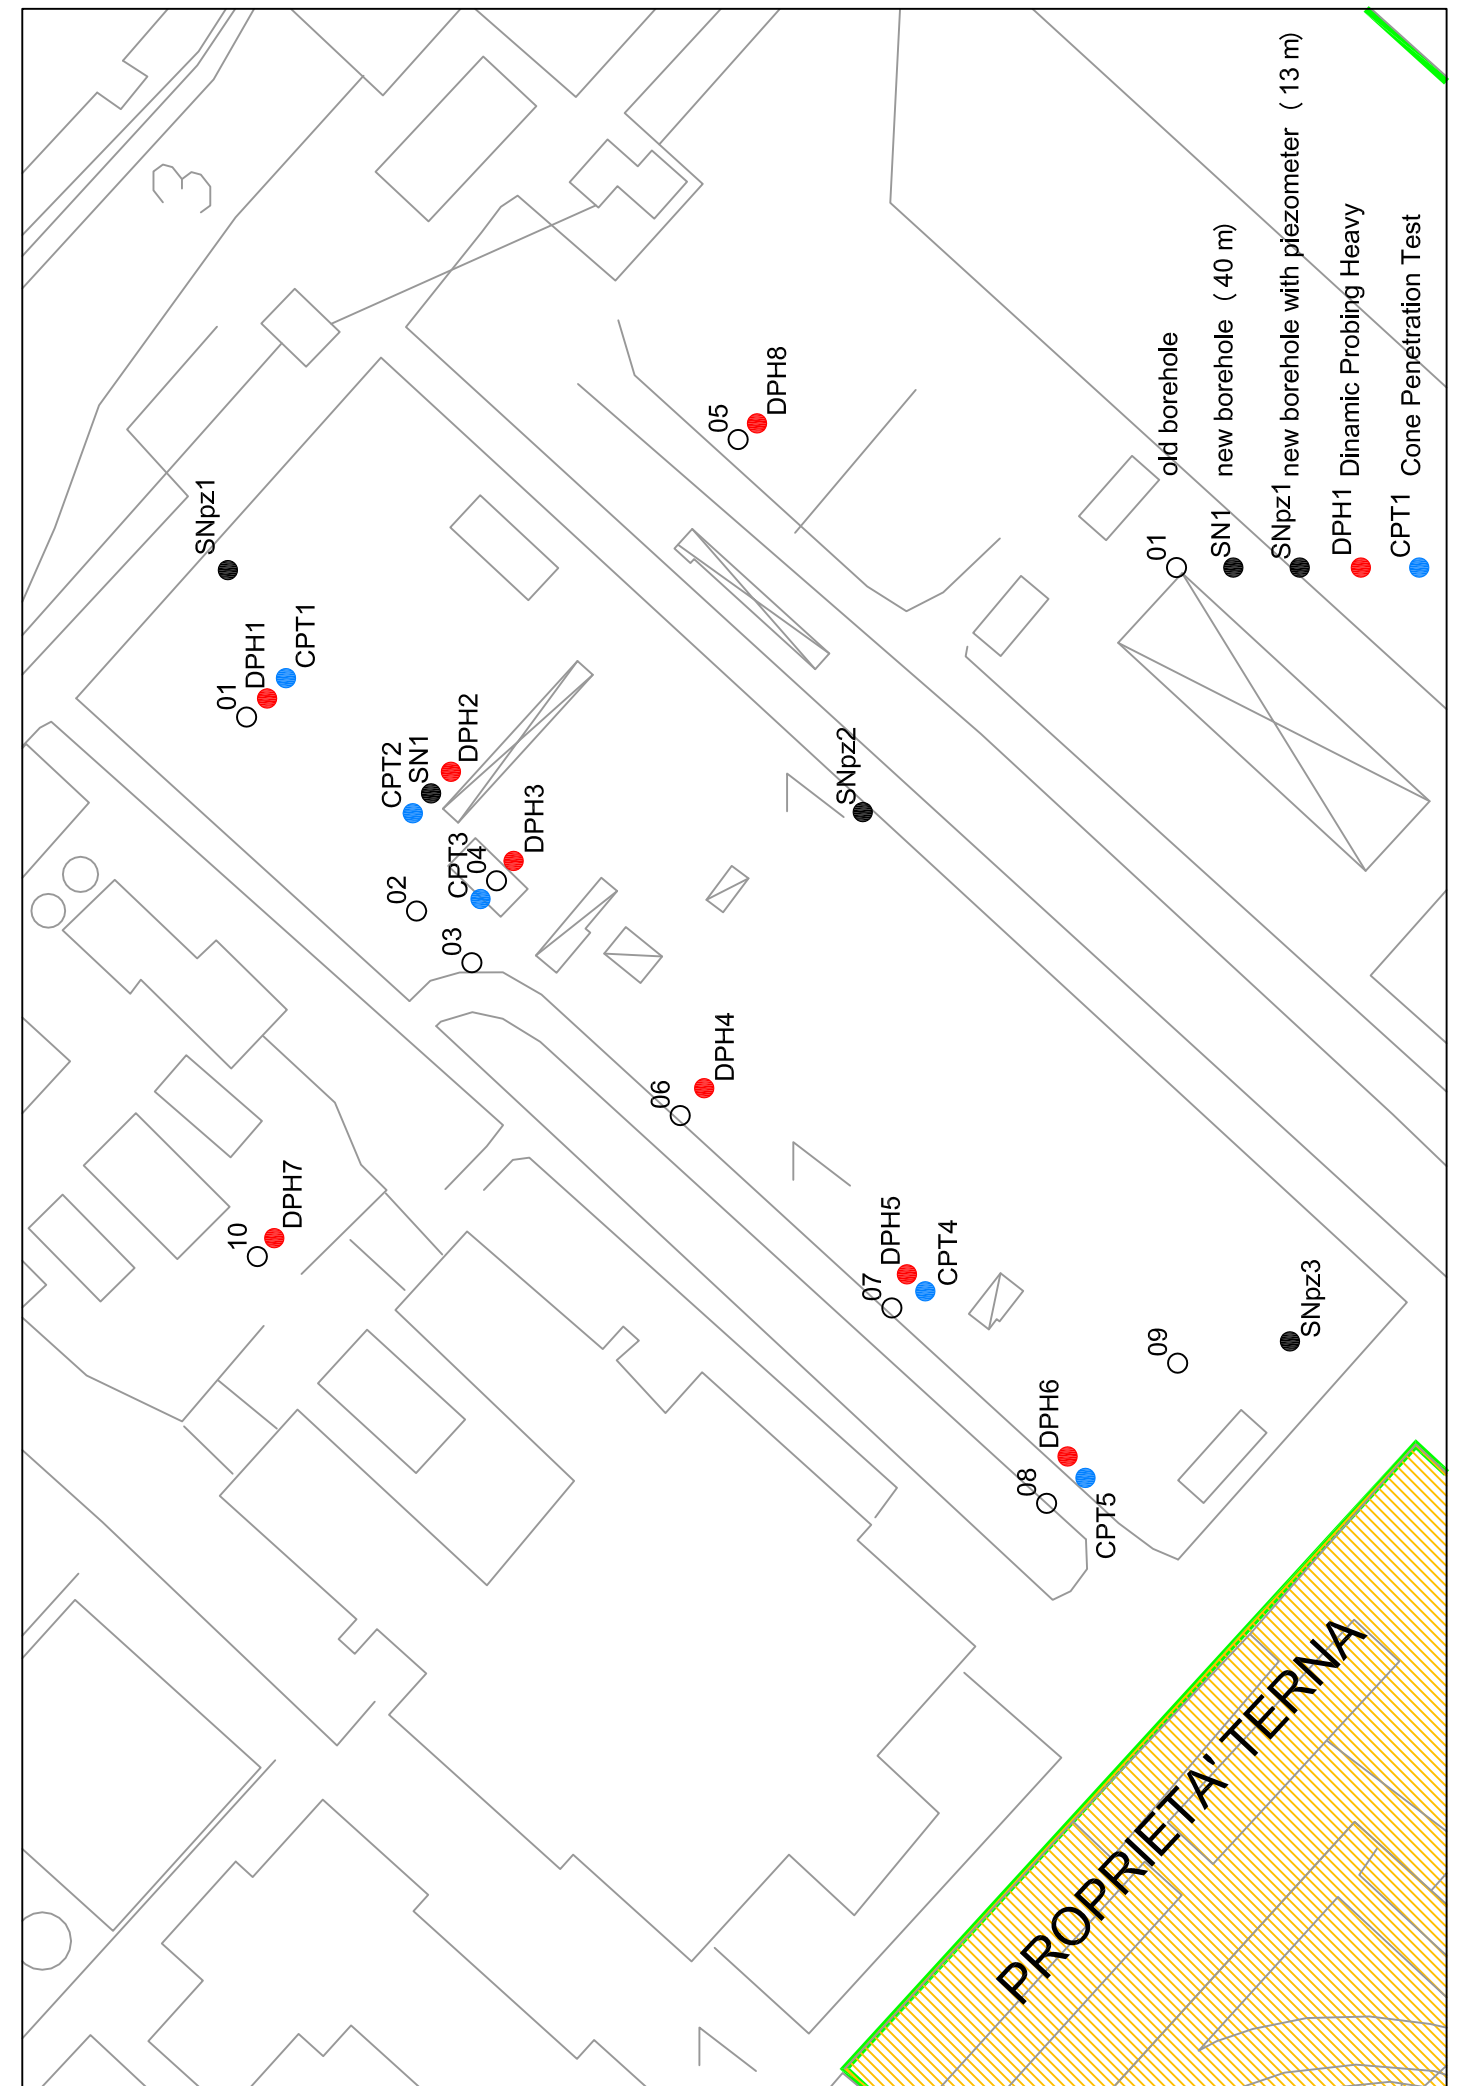 3
SNpz1
01
DPH1
CPT1
CPT2
SN1
DPH2
CPT3
04
DPH3
02
03
05
DPH8
SNpz2
06
DPH4
10
DPH7
07
DPH5
CPT4
09
SNpz3
08
DPH6
CPT5
01 old borehole
SN1 new borehole ( 40 m)
SNpz1 new borehole with piezometer ( 13 m)
DPH1 Dinamic Probing Heavy
CPT1 Cone Penetration Test
PROPRIETA' TERNA